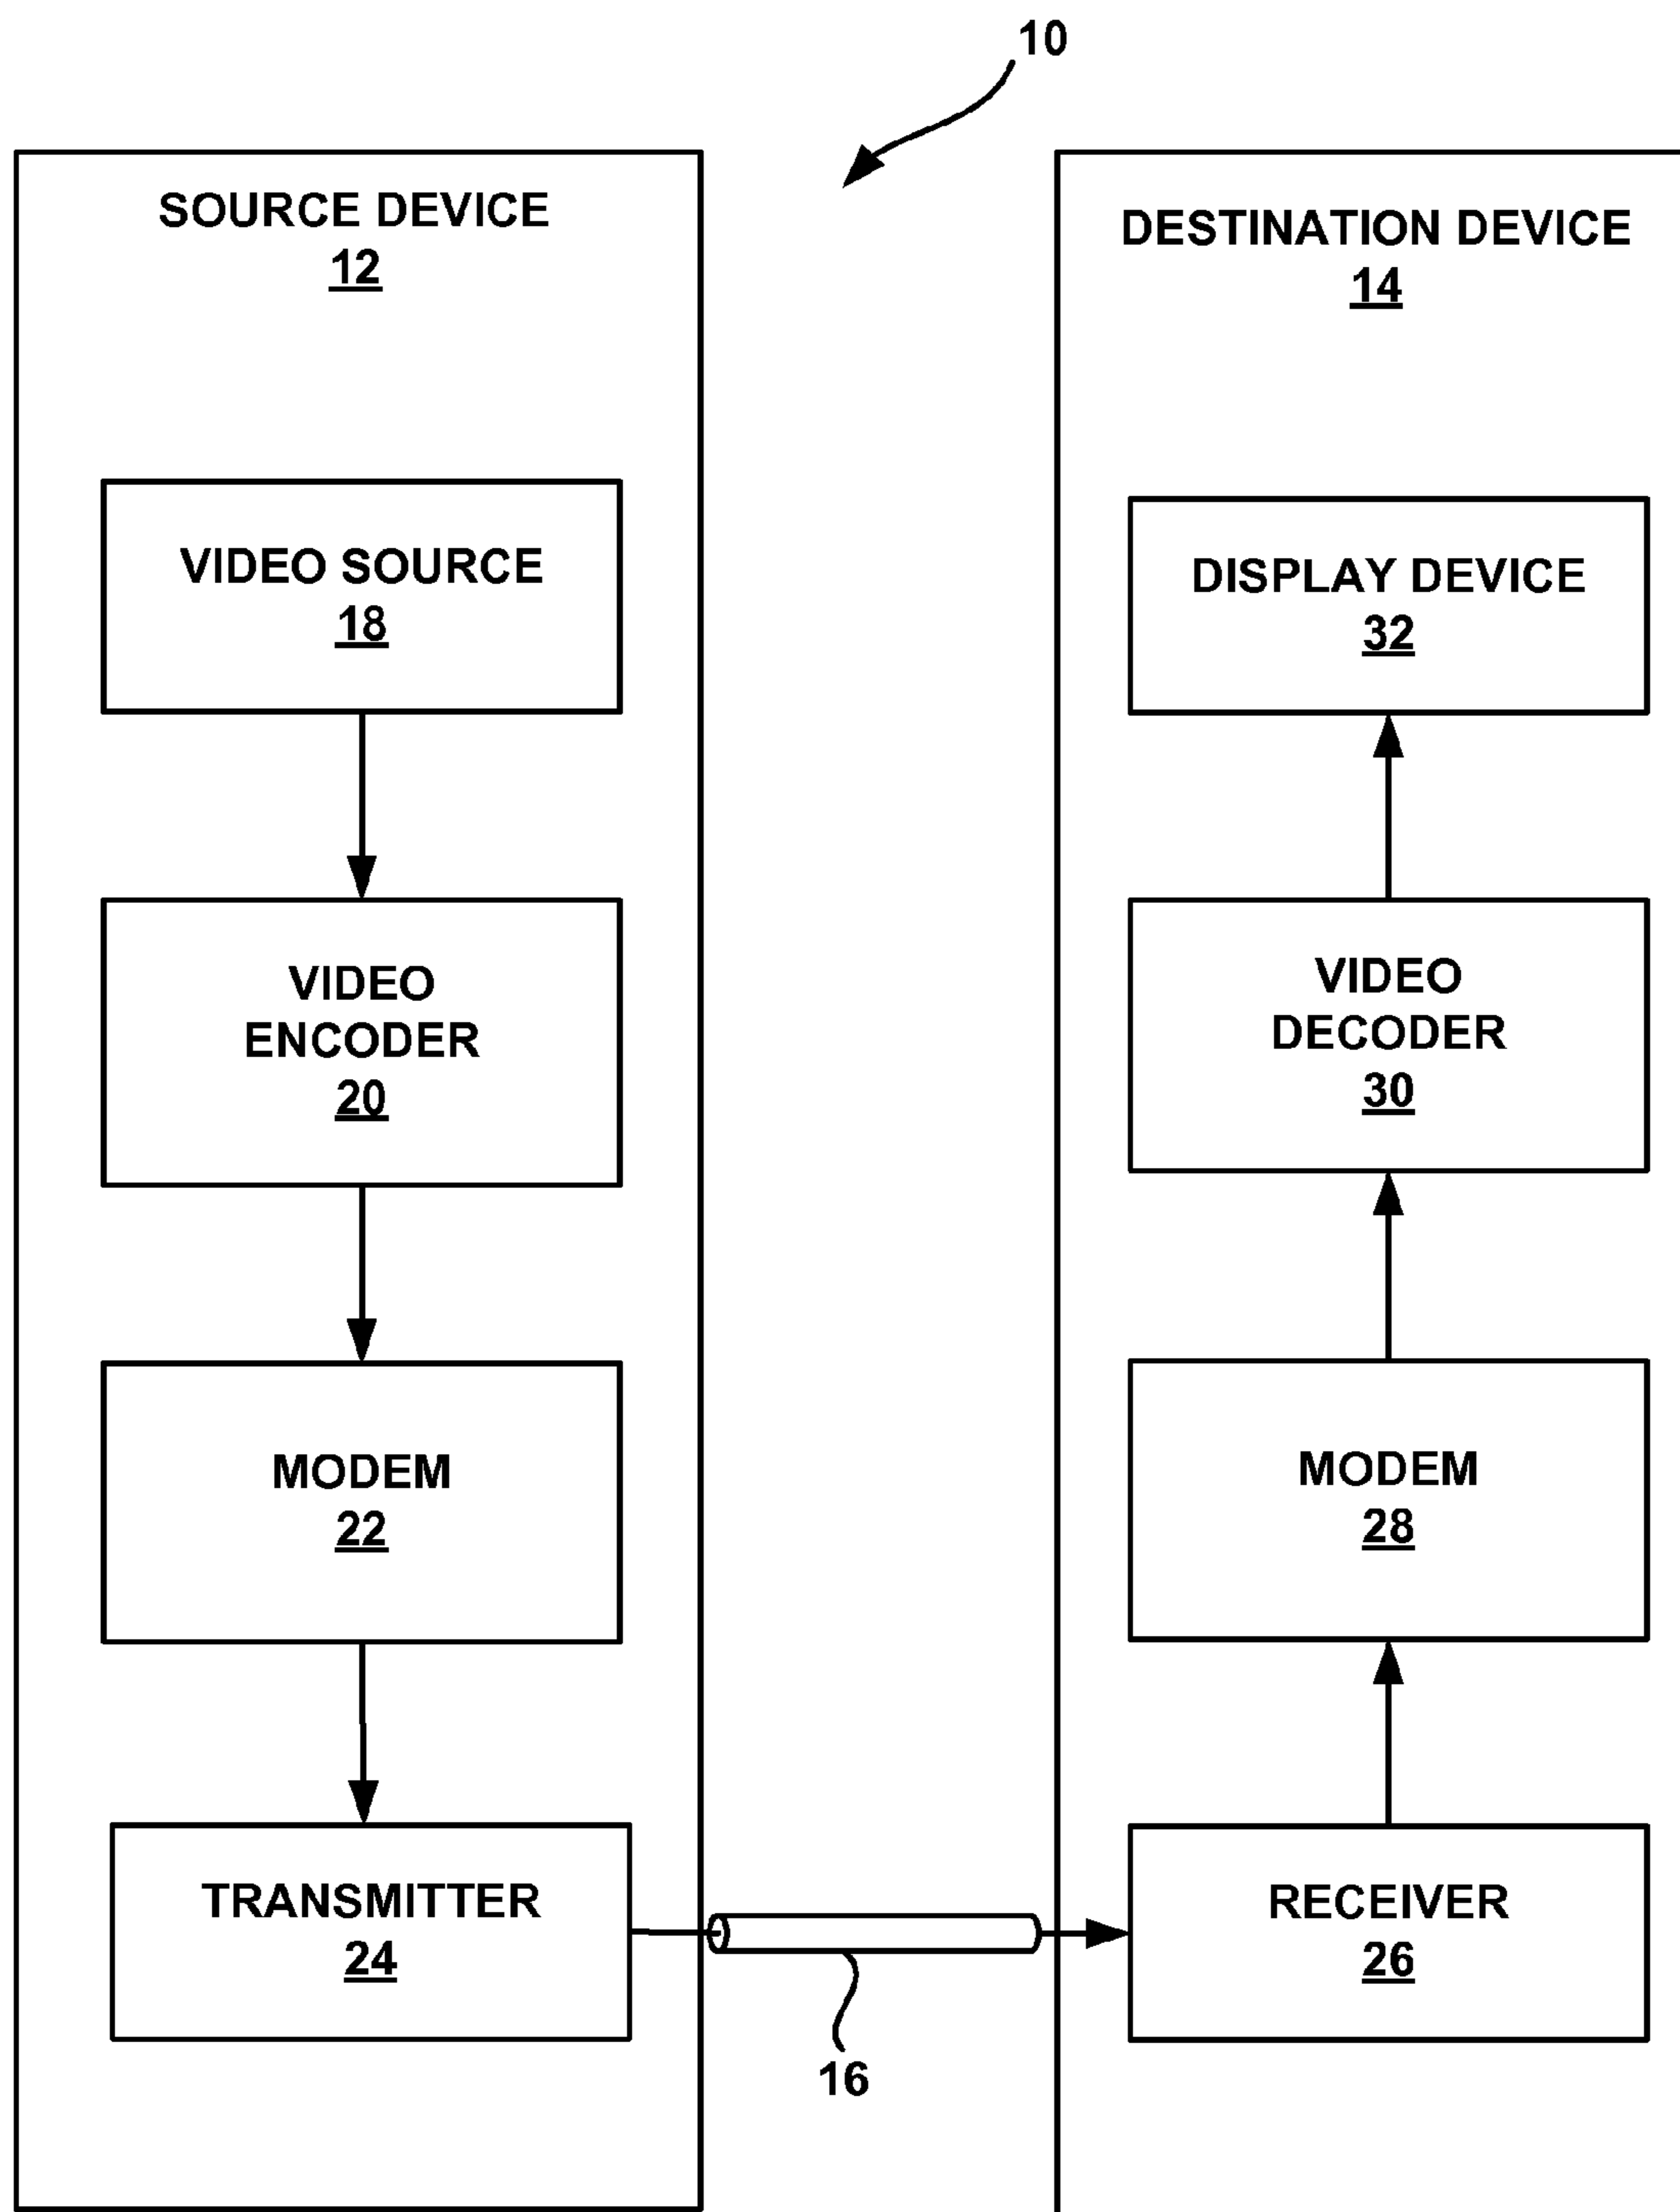 10
SOURCE DEVICE
12
VIDEO SOURCE
18
VIDEO
ENCODER
20
MODEM
22
TRANSMITTER
24
16
DESTINATION DEVICE
14
DISPLAY DEVICE
32
VIDEO
DECODER
30
MODEM
28
RECEIVER
26